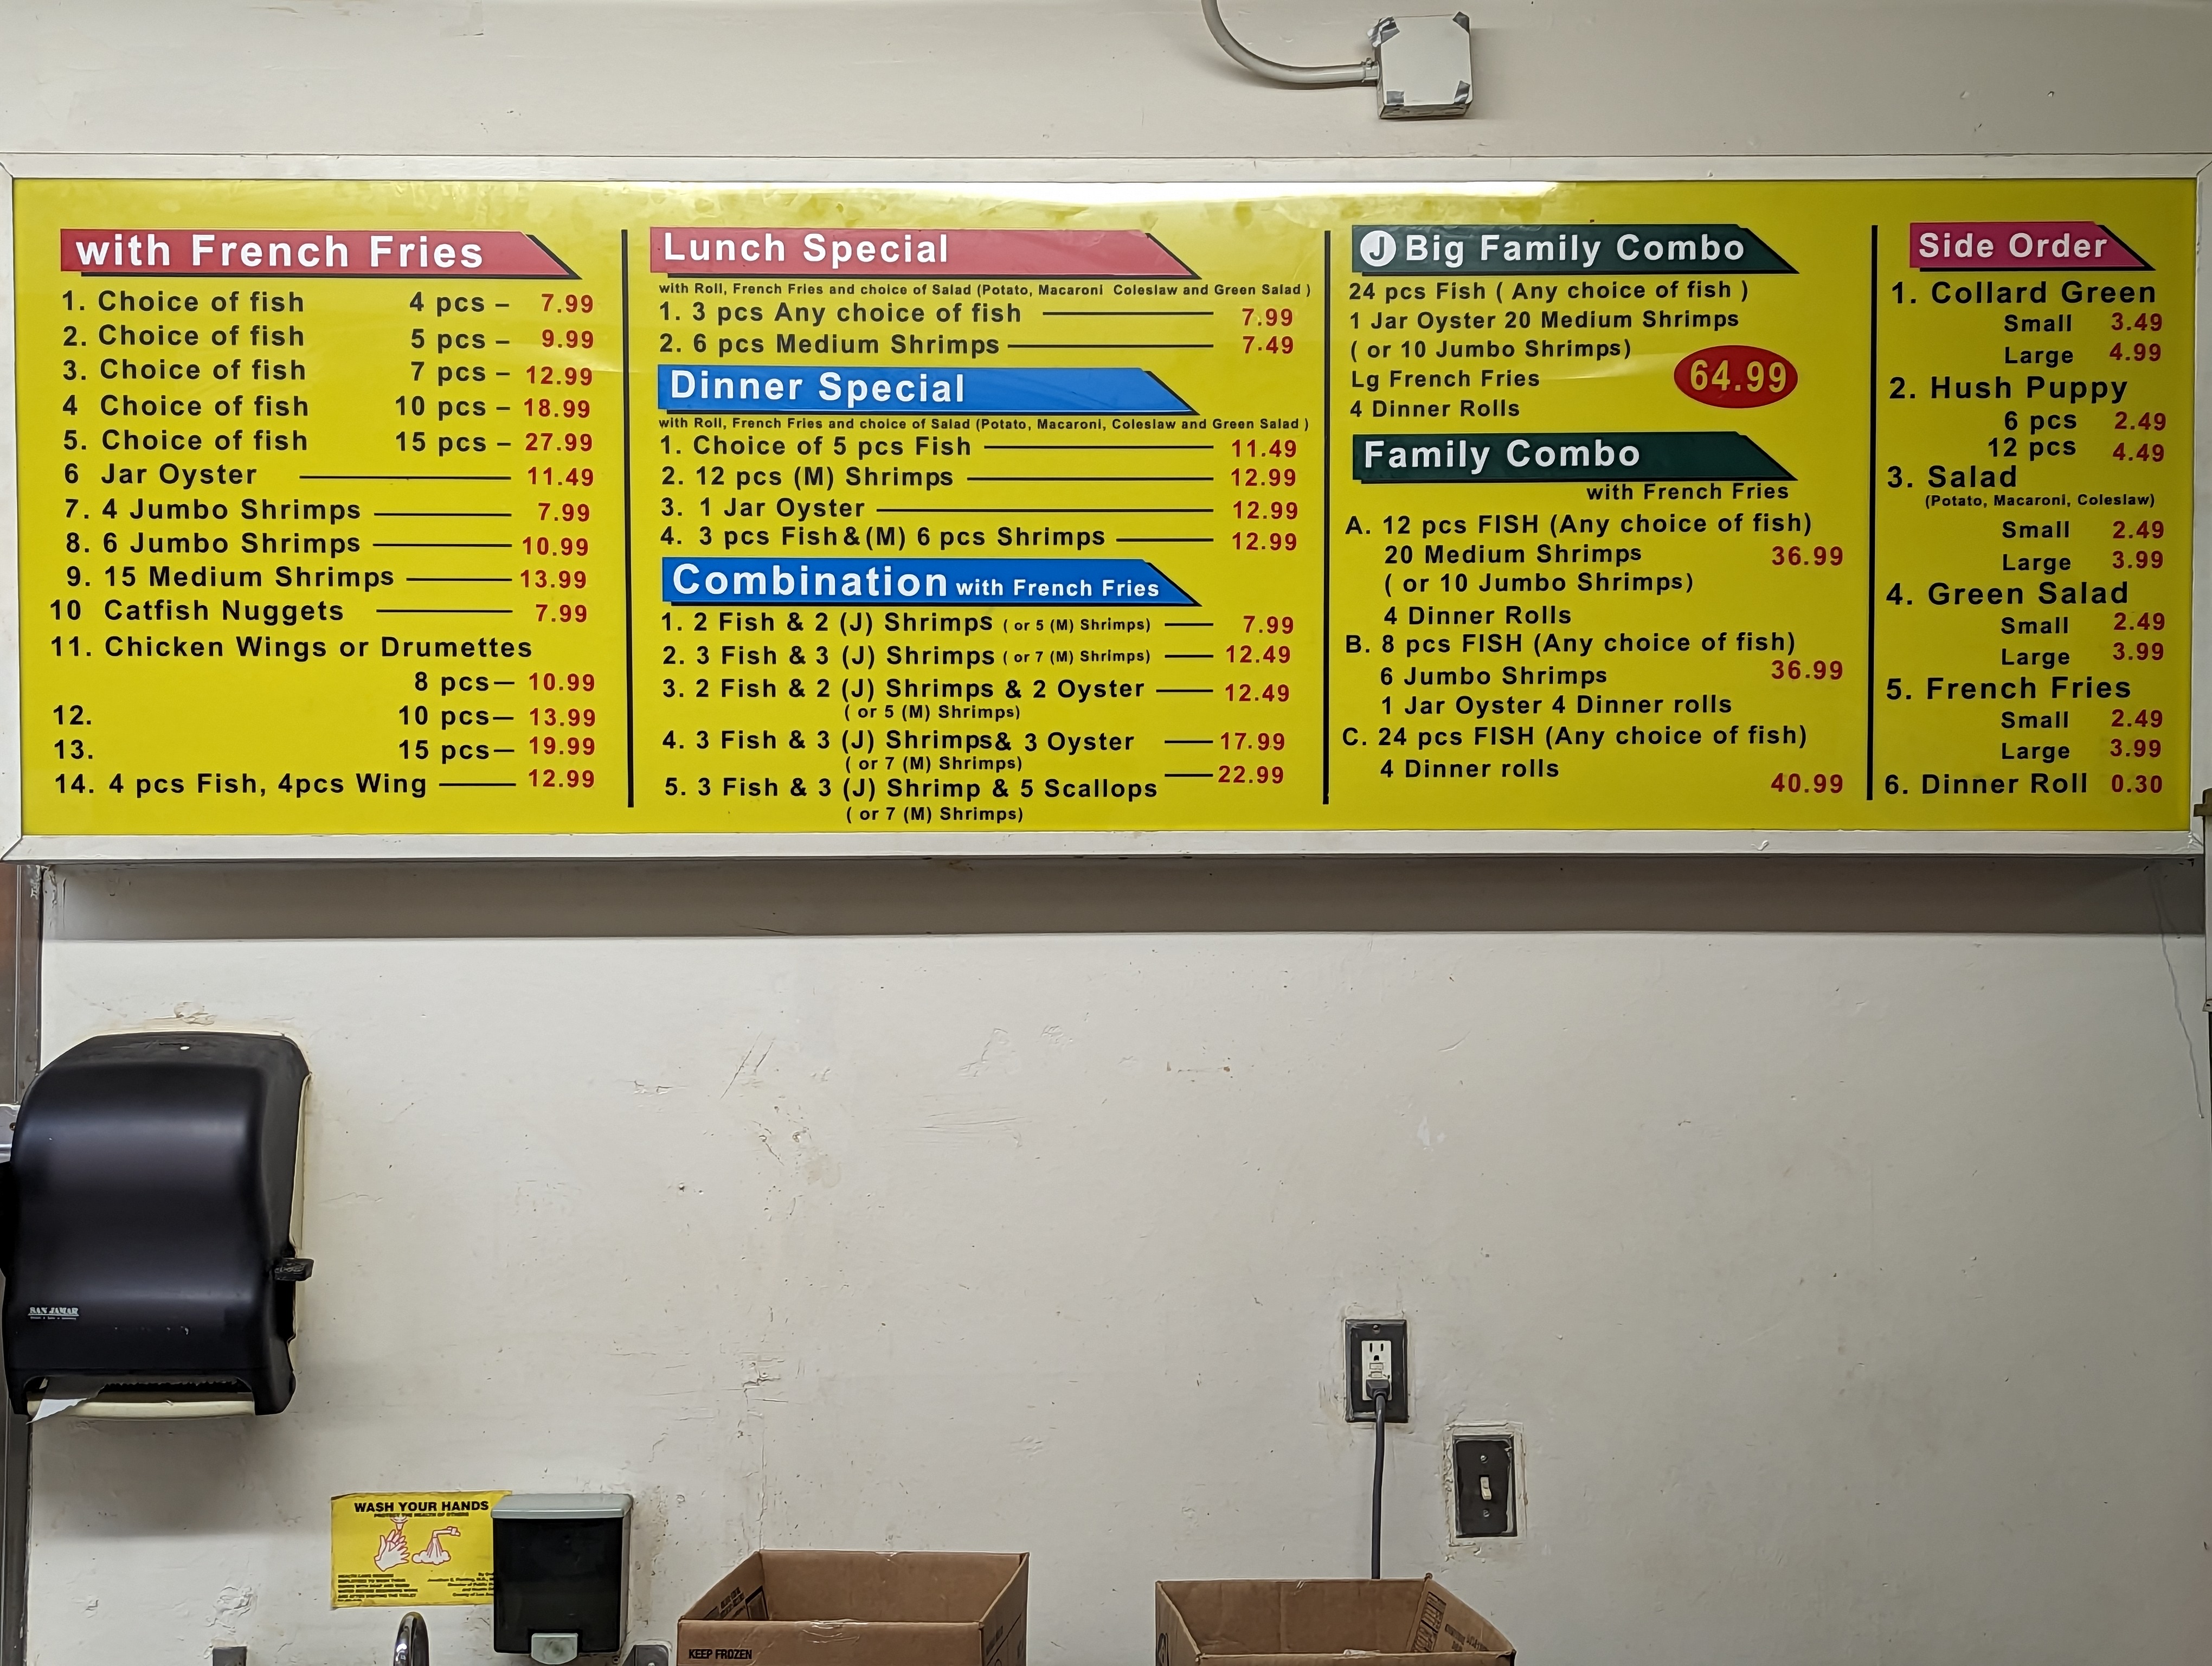 with French Fries
1. Choice of fish 4 pcs – 7.99
2. Choice of fish 5 pcs – 9.99
3. Choice of fish 7 pcs – 12.99
4 Choice of fish 10 pcs – 18.99
5. Choice of fish 15 pcs – 27.99
6 Jar Oyster 11.49
7. 4 Jumbo Shrimps 7.99
8. 6 Jumbo Shrimps 10.99
9. 15 Medium Shrimps 13.99
10 Catfish Nuggets 7.99
11. Chicken Wings or Drumettes
8 pcs— 10.99
12. 10 pcs— 13.99
13. 15 pcs— 19.99
14. 4 pcs Fish, 4pcs Wing 12.99
Lunch Special
with Roll, French Fries and choice of Salad (Potato, Macaroni Coleslaw and Green Salad )
1. 3 pcs Any choice of fish 7.99
2. 6 pcs Medium Shrimps 7.49
Dinner Special
with Roll, French Fries and choice of Salad (Potato, Macaroni, Coleslaw and Green Salad )
1. Choice of 5 pcs Fish 11.49
2. 12 pcs (M) Shrimps 12.99
3. 1 Jar Oyster 12.99
4. 3 pcs Fish&(M) 6 pcs Shrimps 12.99
Combination with French Fries
1. 2 Fish & 2 (J) Shrimps ( or 5 (M) Shrimps) 7.99
2. 3 Fish & 3 (J) Shrimps ( or 7 (M) Shrimps) 12.49
3. 2 Fish & 2 (J) Shrimps & 2 Oyster 12.49
( or 5 (M) Shrimps)
4. 3 Fish & 3 (J) Shrimps& 3 Oyster 17.99
( or 7 (M) Shrimps)
5. 3 Fish & 3 (J) Shrimp & 5 Scallops 22.99
( or 7 (M) Shrimps)
J Big Family Combo
24 pcs Fish ( Any choice of fish )
1 Jar Oyster 20 Medium Shrimps
( or 10 Jumbo Shrimps)
Lg French Fries 64.99
4 Dinner Rolls
Family Combo
with French Fries
A. 12 pcs FISH (Any choice of fish)
20 Medium Shrimps 36.99
( or 10 Jumbo Shrimps)
4 Dinner Rolls
B. 8 pcs FISH (Any choice of fish)
6 Jumbo Shrimps 36.99
1 Jar Oyster 4 Dinner rolls
C. 24 pcs FISH (Any choice of fish)
4 Dinner rolls
40.99
Side Order
1. Collard Green
Small 3.49
Large 4.99
2. Hush Puppy
6 pcs 2.49
12 pcs 4.49
3. Salad
(Potato, Macaroni, Coleslaw)
Small 2.49
Large 3.99
4. Green Salad
Small 2.49
Large 3.99
5. French Fries
Small 2.49
Large 3.99
6. Dinner Roll 0.30
SAN JAMAR
WASH YOUR HANDS
PROTECT THE HEALTH OF OTHERS
KEEP FROZEN